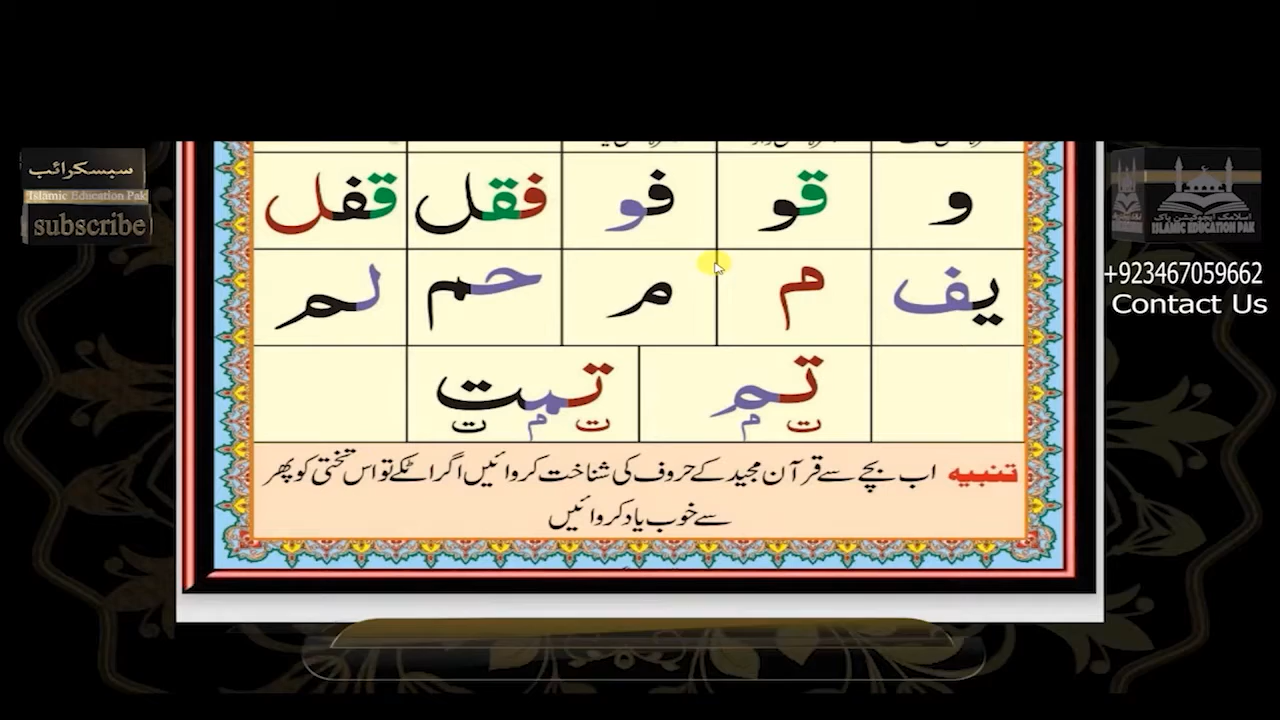 سبسکرائب
Islamic Education Pak
subscribe
اسلامک ایجوکیشن پاک
ISLAMIC EDUCATION PAK
+923467059662
Contact Us
و قو فو فقل قفل
یف م م حم لم
تم تمت
ت م ت م ت
تنبیہ اب بچے سے قرآن مجید کے حروف کی شناخت کروائیں اگر اٹکے تو اس تختی کو پھر
سے خوب یاد کروائیں